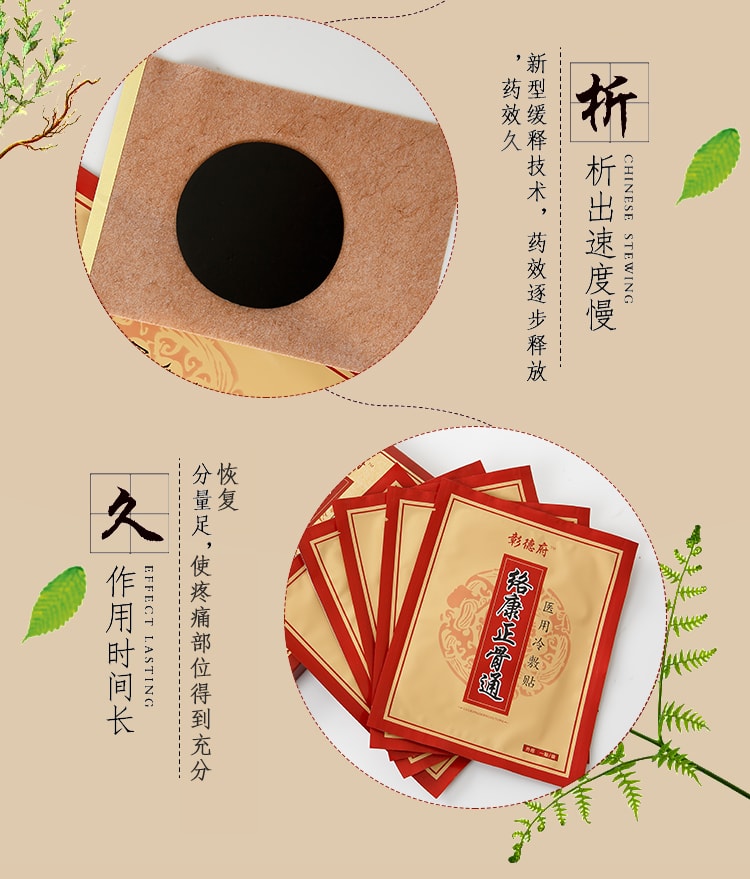 析
析出速度慢
CHINESE STEWING
新型缓释技术，药效逐步释放
，药效久
久
作用时间长
EFFECT LASTING
恢复
分量足，使疼痛部位得到充分
彰德府
络康正骨通
医用冷敷贴